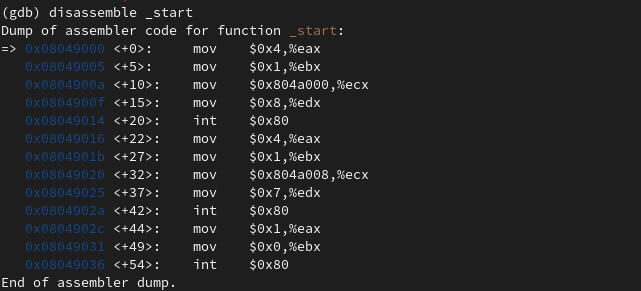 (gdb) disassemble _start
Dump of assembler code for function _start:
=> 0x08049000 <+0>:     mov    $0x4,%eax
   0x08049005 <+5>:     mov    $0x1,%ebx
   0x0804900a <+10>:    mov    $0x804a000,%ecx
   0x0804900f <+15>:    mov    $0x8,%edx
   0x08049014 <+20>:    int    $0x80
   0x08049016 <+22>:    mov    $0x4,%eax
   0x0804901b <+27>:    mov    $0x1,%ebx
   0x08049020 <+32>:    mov    $0x804a008,%ecx
   0x08049025 <+37>:    mov    $0x7,%edx
   0x0804902a <+42>:    int    $0x80
   0x0804902c <+44>:    mov    $0x1,%eax
   0x08049031 <+49>:    mov    $0x0,%ebx
   0x08049036 <+54>:    int    $0x80
End of assembler dump.